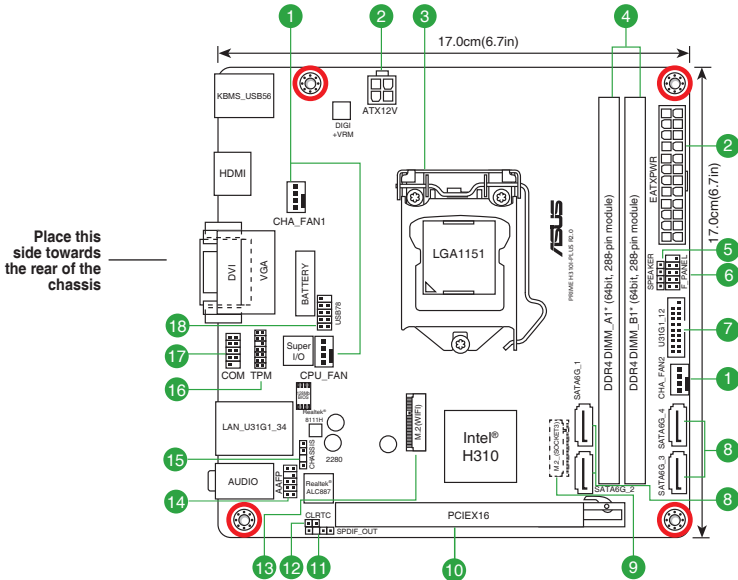 1
2
3
4
17.0cm(6.7in)
KBMS_USB56
ATX12V
DIGI
+VRM
EATXPWR
2
17.0cm(6.7in)
HDMI
CHA_FAN1
ASUS
PRIME H310I-PLUS R2.0
DDR4 DIMM_A1* (64bit, 288-pin module)
DDR4 DIMM_B1* (64bit, 288-pin module)
Place this
side towards
the rear of the
chassis
DVI
VGA
BATTERY
LGA1151
SPEAKER
F_PANEL
5
6
USB78
18
U31G1_12
7
Super
I/O
17
COM
TPM
CPU_FAN
16
CHA_FAN2
1
BIOS
Realtek®
8111H
LAN_U31G1_34
M.2(WIFI)
Intel®
H310
M.2_(SOCKET3)
SATA6G_1
SATA6G_4
8
15
CHASSIS
2280
AUDIO
AAFP
Realtek®
ALC887
SATA6G_2
SATA6G_3
8
14
CLRTC
SPDIF_OUT
PCIEX16
13
12
11
10
9